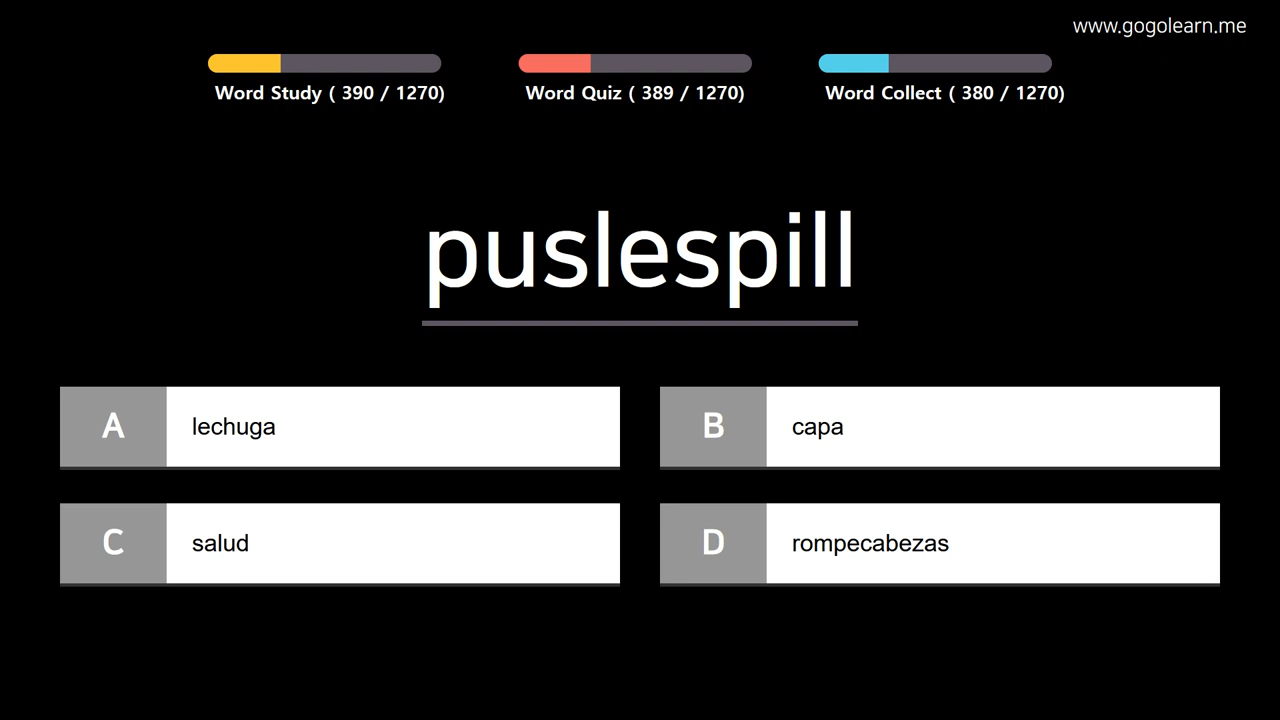 www.gogolearn.me
Word Study ( 390 / 1270)
Word Quiz ( 389 / 1270)
Word Collect ( 380 / 1270)
puslespill
A lechuga
B capa
C salud
D rompecabezas